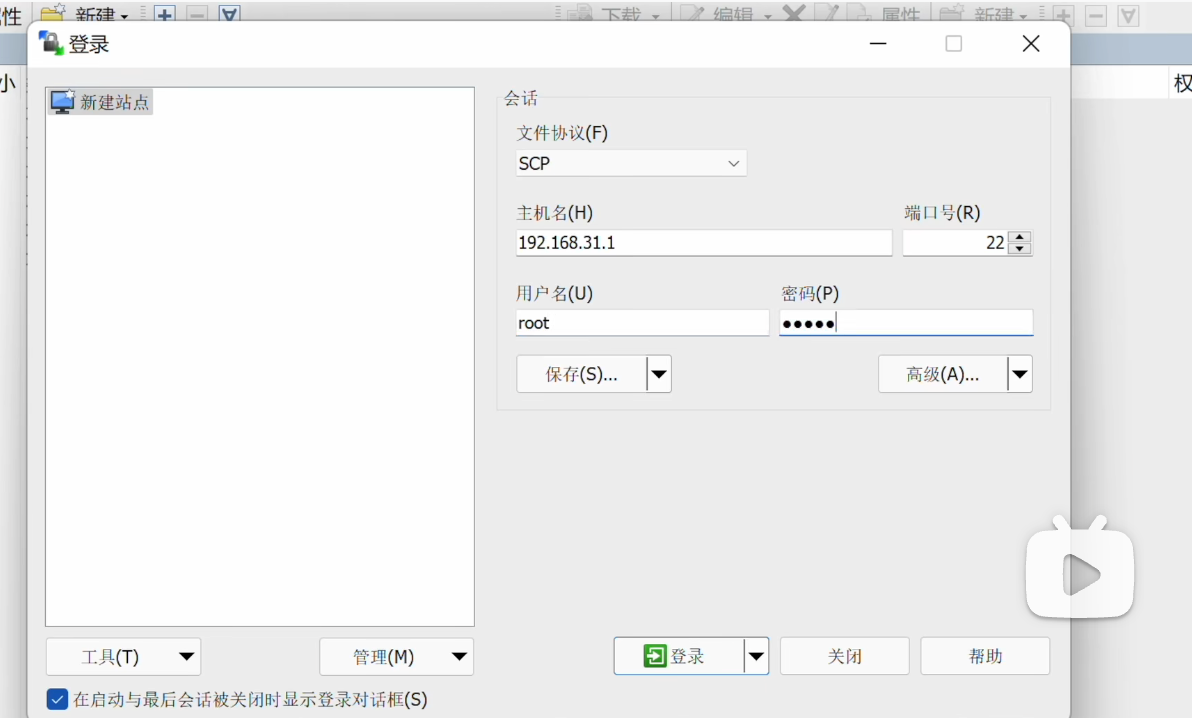 性 新建 下载 编辑 属性 新建
登录
小
权
新建站点
会话
文件协议(F)
SCP
主机名(H) 端口号(R)
192.168.31.1 22
用户名(U) 密码(P)
root •••••
保存(S)... 高级(A)...
工具(T) 管理(M) 登录 关闭 帮助
在启动与最后会话被关闭时显示登录对话框(S)